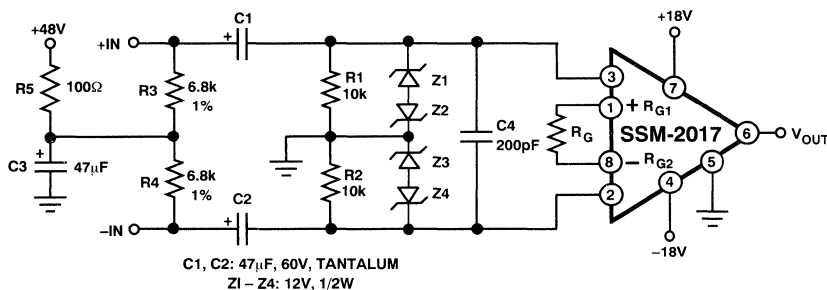 C1
+18V
+48V
+IN
+
R5
100Ω
R3
6.8k
1%
R1
10k
Z1
Z2
3
7
1
+ RG1
RG
SSM-2017
6
VOUT
C4
200pF
+
C3
47μF
R4
6.8k
1%
R2
10k
Z3
Z4
8
– RG2
5
2
4
C2
–IN
+
–18V
C1, C2: 47μF, 60V, TANTALUM
ZI – Z4: 12V, 1/2W